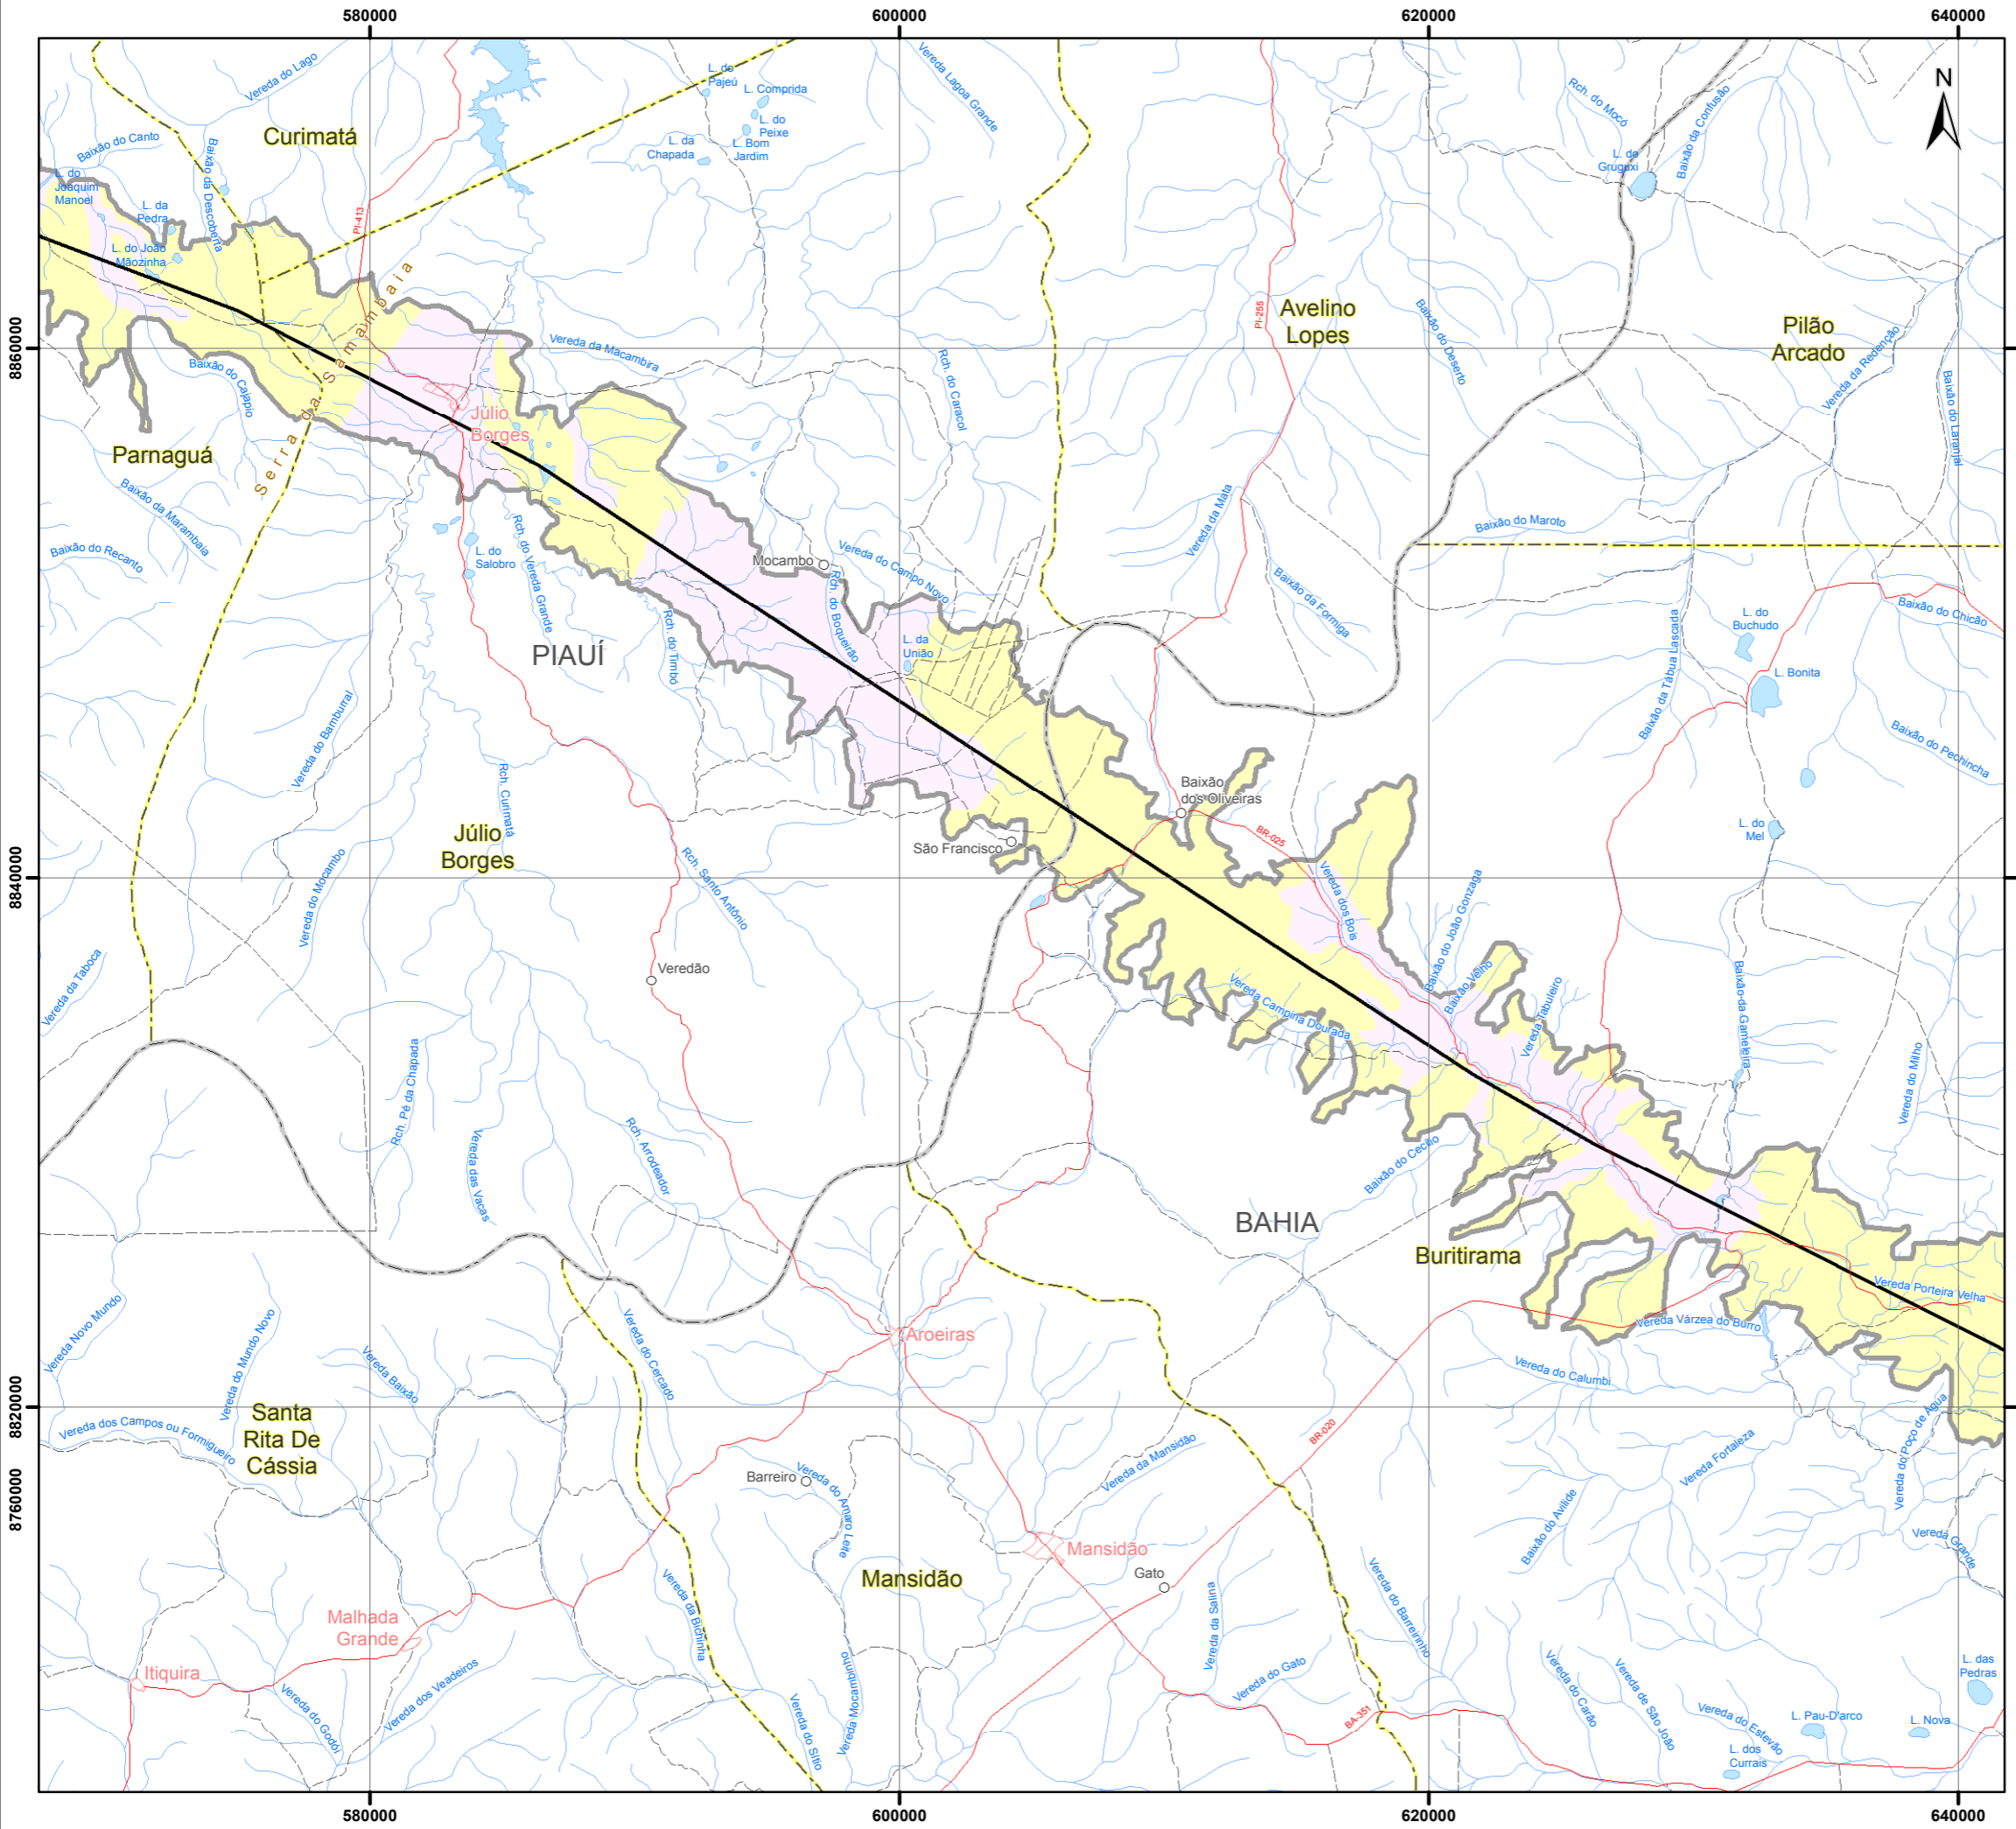 580000
600000
620000
640000
N
Vereda do Lago
Curimatá
Baixão do Canto
Baixão da Descoberta
L. do
Joaquim
Manoel
L. da
Pedra
L. do João
Mãozinha
PI-413
L. do
Pajeú
L. Comprida
L. do
Peixe
L. Bom
Jardim
L. da
Chapada
Vereda Lagoa Grande
Rch. do Mocó
Baixão da Confusão
L. do
Gruguxi
PI-255
Avelino
Lopes
Pilão
Arcado
8860000
Serra da Samambaia
Baixão do Cajapio
Vereda da Macambira
Rch. do Caracol
Baixão do Deserto
Vereda da Redenção
Baixão do Laranjal
Júlio
Borges
Parnaguá
Baixão da Marambaia
Baixão do Recanto
L. do
Salobro
Rch. do Vereda Grande
Mocambo
Vereda do Campo Novo
Rch. do Boqueirão
Rch. do Timbó
L. da
União
Vereda da Mata
Baixão da Formiga
Baixão do Maroto
Baixão do Chicão
L. do
Buchudo
L. Bonita
Baixão da Tábua Lascada
Baixão do Pechincha
PIAUÍ
Vereda do Bamburral
Rch. Curimatá
Baixão
dos Oliveiras
BR-025
L. do
Mel
São Francisco
Júlio
Borges
8840000
Vereda do Mocambo
Rch. Santo Antônio
Vereda dos Bois
Baixão do João Gonzaga
Baixão Velho
Vereda Tabuleiro
Vereda da Taboca
Veredão
Vereda Campina Dourada
Baixão da Gameleira
Vereda do Milho
Rch. Pé da Chapada
Vereda das Vacas
Rch. Arrodeador
Baixão do Cecílio
BAHIA
Buritirama
Vereda Porteira Velha
Vereda Várzea do Burro
Vereda Novo Mundo
Vereda do Mundo Novo
Vereda Baixão
Vereda do Cercado
Aroeiras
Vereda do Calumbi
8820000
Santa
Rita De
Cássia
Vereda dos Campos ou Formigueiro
BR-020
Vereda da Mansidão
Vereda Fortaleza
Vereda do Poço de Agua
8760000
Barreiro
Vereda do Amaro Leite
Baixão do Avilide
Vereda Grande
Mansidão
Mansidão
Gato
Vereda da Bichinha
Vereda da Salina
Vereda do Barreirinho
Malhada
Grande
Itiquira
Vereda do Godói
Vereda dos Veadeiros
Vereda do Sítio
Vereda Mocambinho
Vereda do Gato
BA-351
Vereda do Carão
Vereda de São João
Vereda do Estevão
L. das
Pedras
L. Pau-D'arco
L. Nova
L. dos
Currais
580000
600000
620000
640000